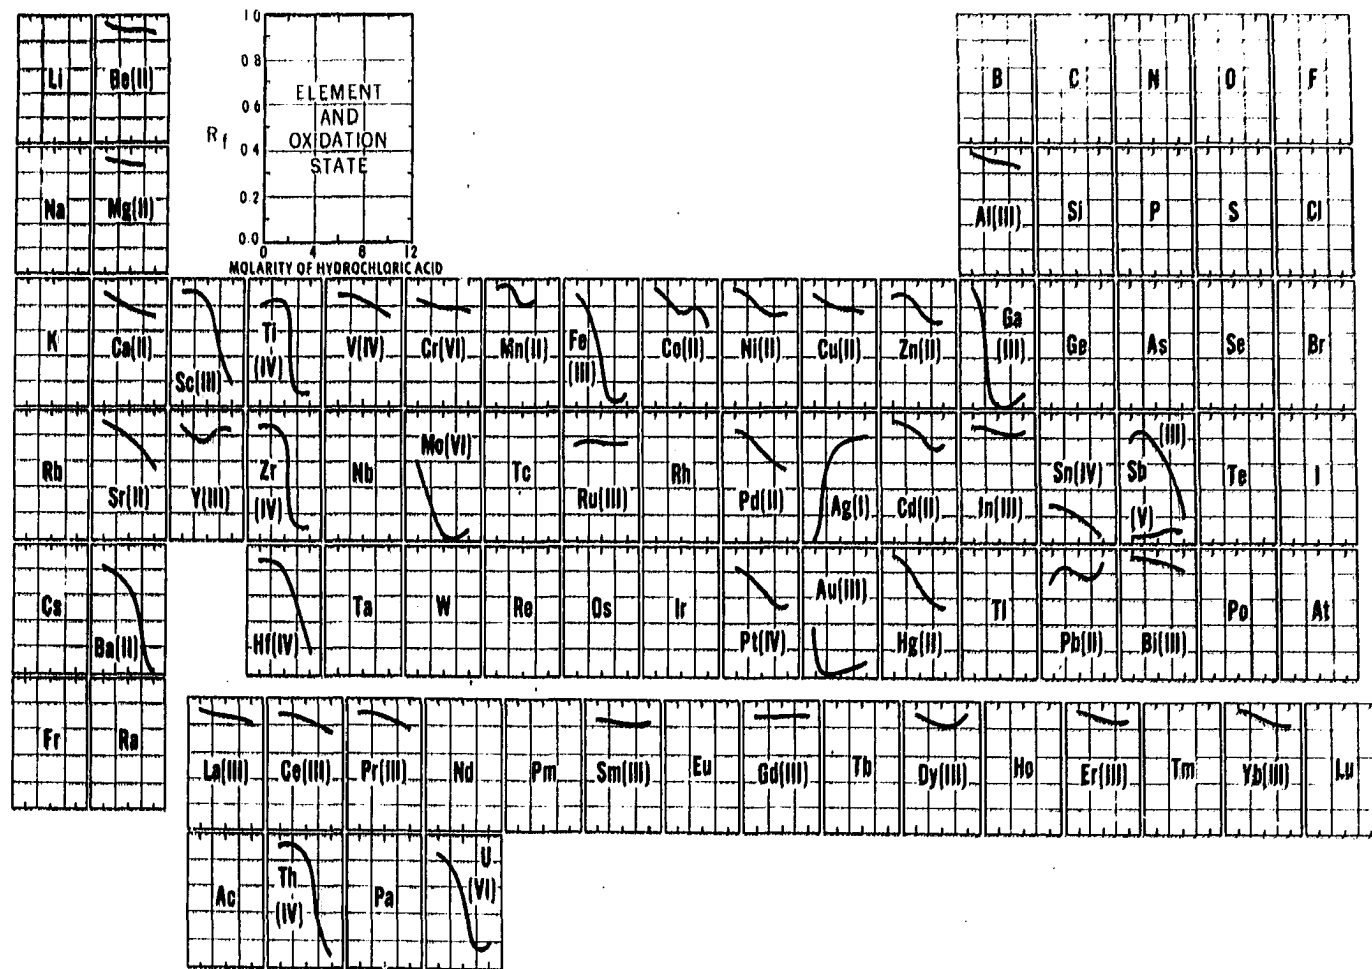 1.0
0.8
0.6
0.4
0.2
0.0
Rf
ELEMENT
AND
OXIDATION
STATE
0 4 8 12
MOLARITY OF HYDROCHLORIC ACID
Li Be(II) B C N O F
Na Mg(II) Al(III) Si P S Cl
K Ca(II) Sc(III) Ti (IV) V(IV) Cr(VI) Mn(II) Fe (III) Co(II) Ni(II) Cu(II) Zn(II) Ga (III) Ge As Se Br
Rb Sr(II) Y(III) Zr (IV) Nb Mo(VI) Tc Ru(III) Rh Pd(II) Ag(I) Cd(II) In(III) Sn(IV) Sb (III) (V) Te I
Cs Ba(II) Hf(IV) Ta W Re Os Ir Pt(IV) Au(III) Hg(II) Tl Pb(II) Bi(III) Po At
Fr Ra
La(III) Ce(III) Pr(III) Nd Pm Sm(III) Eu Gd(III) Tb Dy(III) Ho Er(III) Tm Yb(III) Lu
Ac Th (IV) Pa U (VI)